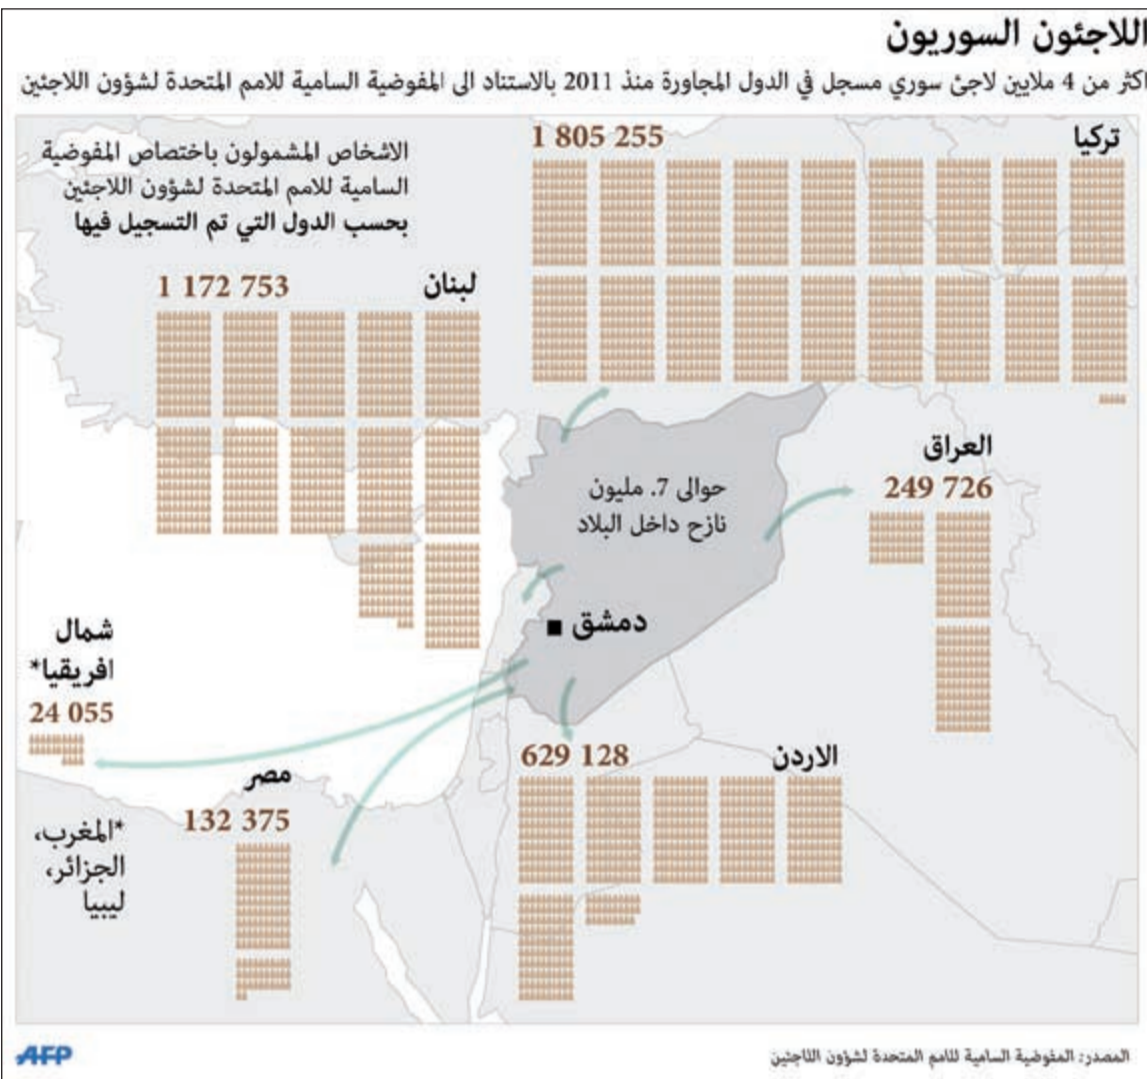 اللاجئون السوريون
اكثر من 4 ملايين لاجئ سوري مسجل في الدول المجاورة منذ 2011 بالاستناد الى المفوضية السامية للامم المتحدة لشؤون اللاجئين
تركيا
1 805 255
الاشخاص المشمولون باختصاص المفوضية
السامية للامم المتحدة لشؤون اللاجئين
بحسب الدول التي تم التسجيل فيها
لبنان
1 172 753
العراق
249 726
حوالى 7. مليون
نازح داخل البلاد
دمشق
شمال
افريقيا*
24 055
الاردن
629 128
مصر
132 375
*المغرب،
الجزائر،
ليبيا
المصدر: المفوضية السامية للامم المتحدة لشؤون اللاجئين
AFP